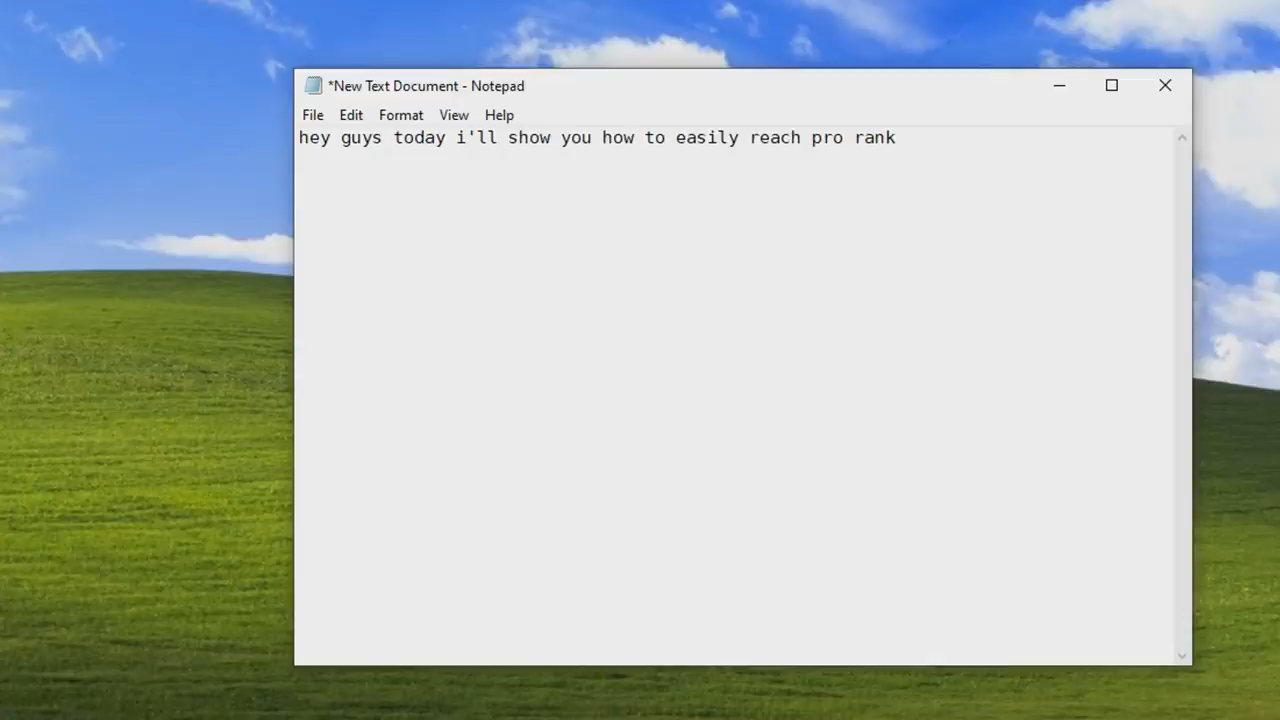 *New Text Document - Notepad
File Edit Format View Help
hey guys today i'll show you how to easily reach pro rank